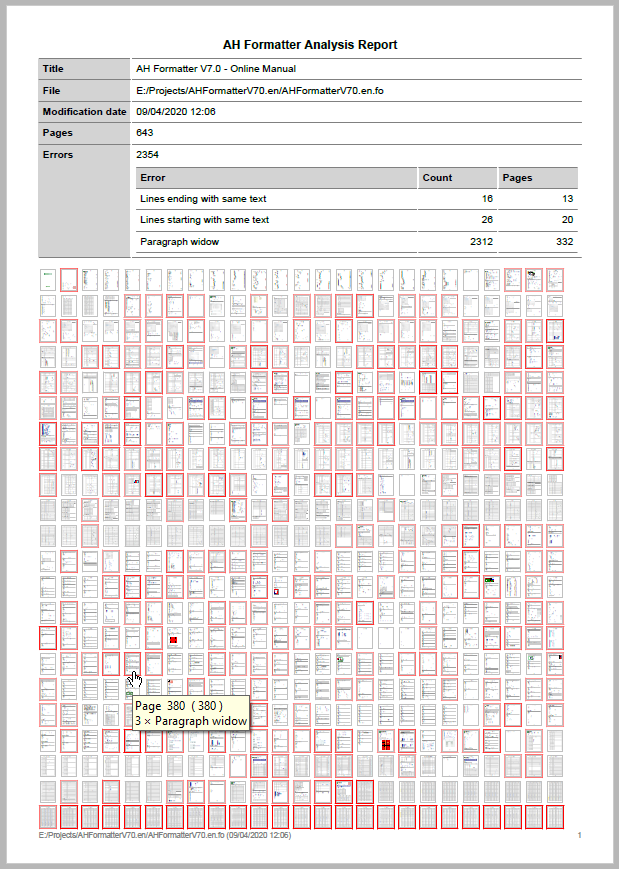 AH Formatter Analysis Report
Title AH Formatter V7.0 - Online Manual
File E:/Projects/AHFormatterV70.en/AHFormatterV70.en.fo
Modification date 09/04/2020 12:06
Pages 643
Errors 2354
Error Count Pages
Lines ending with same text 16 13
Lines starting with same text 26 20
Paragraph widow 2312 332
Page 380 (380)
3 × Paragraph widow
E:/Projects/AHFormatterV70.en/AHFormatterV70.en.fo (09/04/2020 12:06) 1